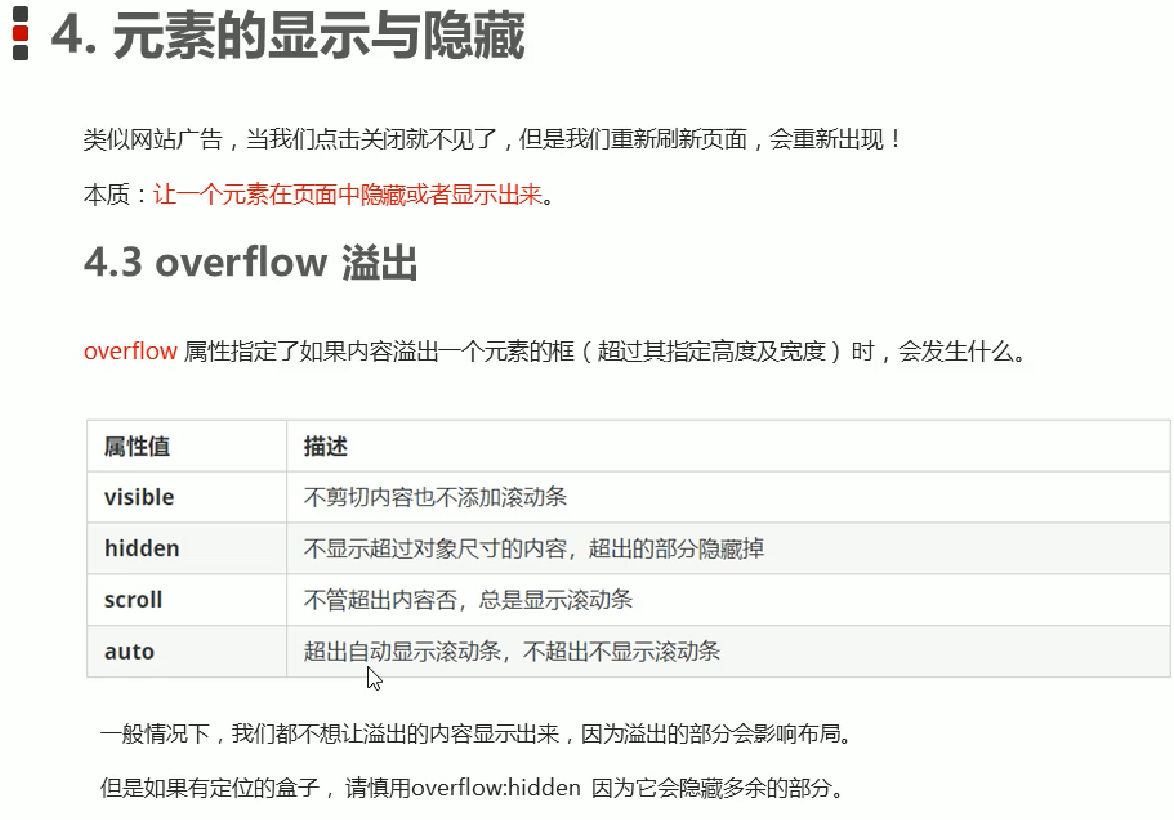 4. 元素的显示与隐藏
类似网站广告，当我们点击关闭就不见了，但是我们重新刷新页面，会重新出现！
本质：让一个元素在页面中隐藏或者显示出来。
4.3 overflow 溢出
overflow 属性指定了如果内容溢出一个元素的框（超过其指定高度及宽度）时，会发生什么。
属性值 描述
visible 不剪切内容也不添加滚动条
hidden 不显示超过对象尺寸的内容，超出的部分隐藏掉
scroll 不管超出内容否，总是显示滚动条
auto 超出自动显示滚动条，不超出不显示滚动条
一般情况下，我们都不想让溢出的内容显示出来，因为溢出的部分会影响布局。
但是如果有定位的盒子，请慎用overflow:hidden 因为它会隐藏多余的部分。